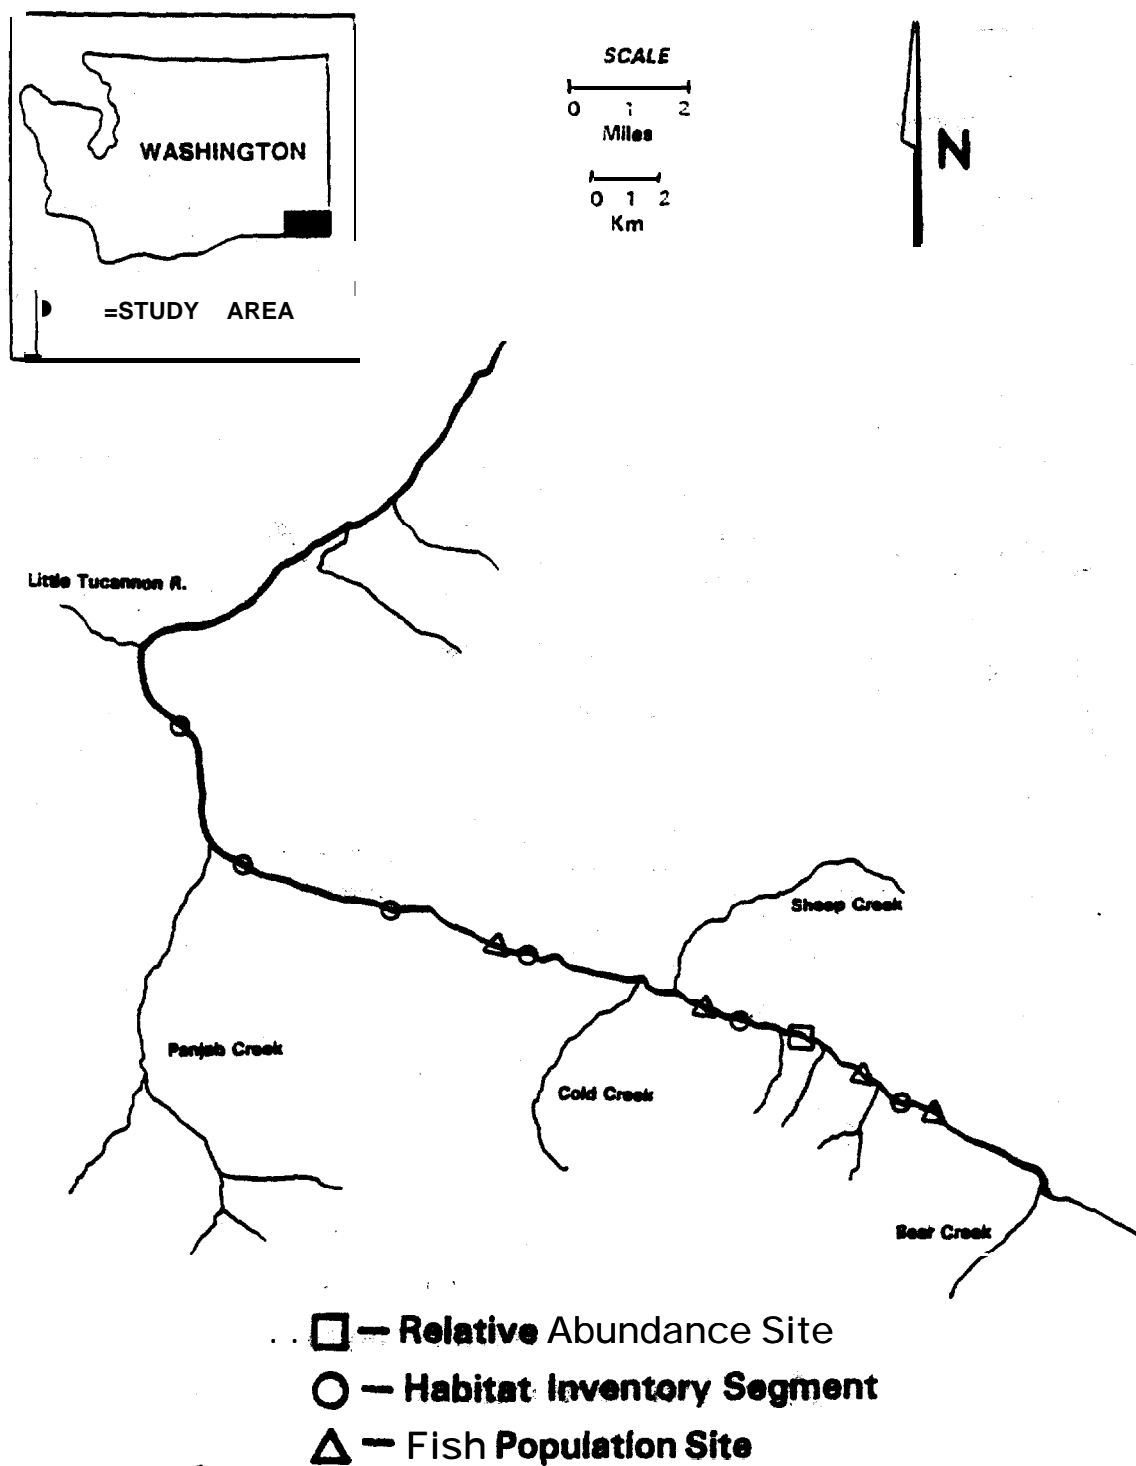 WASHINGTON
=STUDY AREA
SCALE
0 1 2
Miles
0 1 2
Km
N
Little Tucannon R.
Sheep Creek
Panjab Creek
Cold Creek
Bear Creek
– Relative Abundance Site
– Habitat Inventory Segment
– Fish Population Site